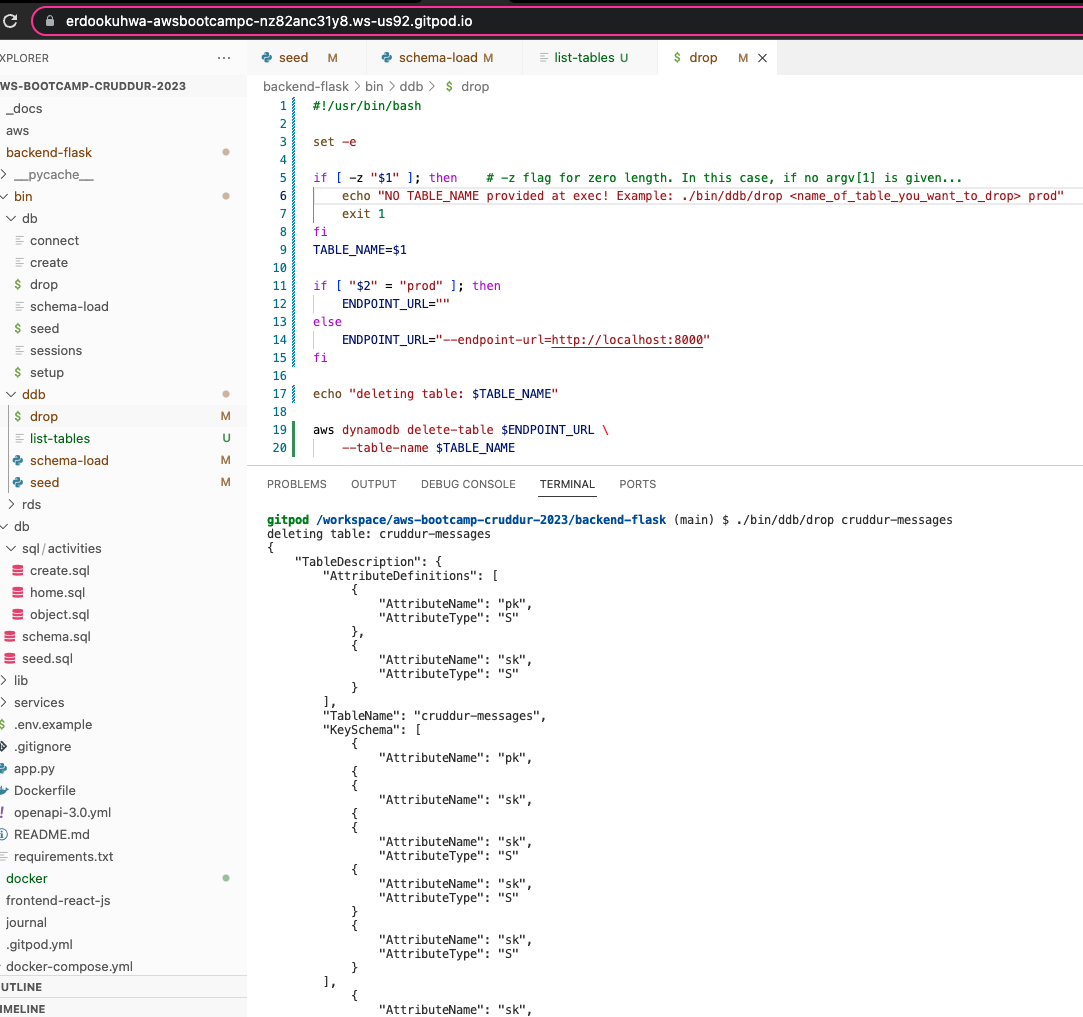 erdookuhwa-awsbootcampc-nz82anc31y8.ws-us92.gitpod.io
XPLORER
WS-BOOTCAMP-CRUDDUR-2023
_docs
aws
backend-flask
__pycache__
bin
db
connect
create
drop
schema-load
seed
sessions
setup
ddb
drop M
list-tables U
schema-load M
seed M
rds
db
sql/activities
create.sql
home.sql
object.sql
schema.sql
seed.sql
lib
services
.env.example
.gitignore
app.py
Dockerfile
openapi-3.0.yml
README.md
requirements.txt
docker
frontend-react-js
journal
.gitpod.yml
docker-compose.yml
UTLINE
IMELINE
seed M schema-load M list-tables U $ drop M
backend-flask > bin > ddb > $ drop
1 #!/usr/bin/bash
2
3 set -e
4
5 if [ -z "$1" ]; then # -z flag for zero length. In this case, if no argv[1] is given...
6 echo "NO TABLE_NAME provided at exec! Example: ./bin/ddb/drop <name_of_table_you_want_to_drop> prod"
7 exit 1
8 fi
9 TABLE_NAME=$1
10
11 if [ "$2" = "prod" ]; then
12 ENDPOINT_URL=""
13 else
14 ENDPOINT_URL="--endpoint-url=http://localhost:8000"
15 fi
16
17 echo "deleting table: $TABLE_NAME"
18
19 aws dynamodb delete-table $ENDPOINT_URL \
20 --table-name $TABLE_NAME
PROBLEMS OUTPUT DEBUG CONSOLE TERMINAL PORTS
gitpod /workspace/aws-bootcamp-cruddur-2023/backend-flask (main) $ ./bin/ddb/drop cruddur-messages
deleting table: cruddur-messages
{
"TableDescription": {
"AttributeDefinitions": [
{
"AttributeName": "pk",
"AttributeType": "S"
},
{
"AttributeName": "sk",
"AttributeType": "S"
}
],
"TableName": "cruddur-messages",
"KeySchema": [
{
"AttributeName": "pk",
{
{
"AttributeName": "sk",
{
{
"AttributeName": "sk",
"AttributeType": "S"
{
"AttributeName": "sk",
"AttributeType": "S"
}
{
"AttributeName": "sk",
"AttributeType": "S"
}
],
{
"AttributeName": "sk",